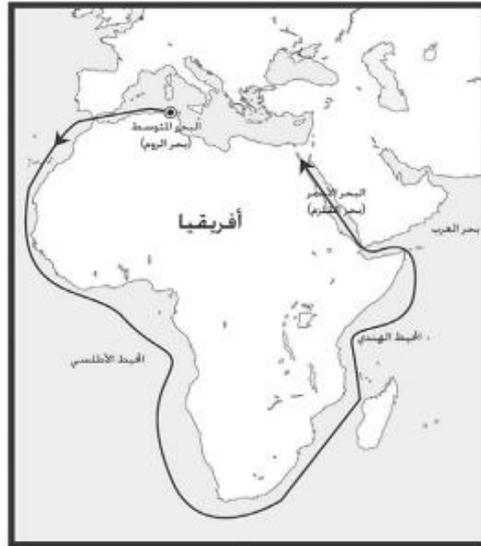 البحر المتوسط
(بحر الروم)
البحر الأحمر
(بحر القلزم)
أفريقيا
بحر العرب
المحيط الهندي
المحيط الأطلسي